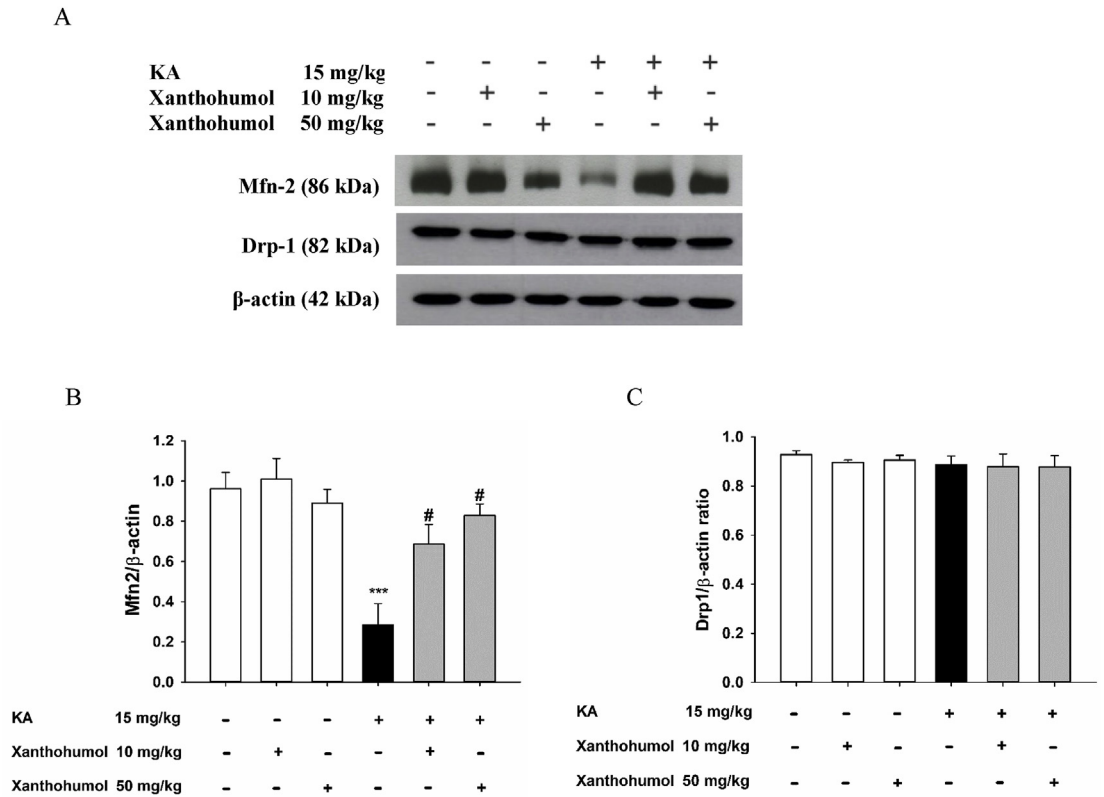 A
KA 15 mg/kg - - - + + +
Xanthohumol 10 mg/kg - + - - + -
Xanthohumol 50 mg/kg - - + - - +
Mfn-2 (86 kDa)
Drp-1 (82 kDa)
β-actin (42 kDa)
B
Mfn2/β-actin
1.2
1.0
0.8
0.6
0.4
0.2
0.0
***
#
#
KA 15 mg/kg - - - + + +
Xanthohumol 10 mg/kg - + - - + -
Xanthohumol 50 mg/kg - - + - - +
C
Drp1/β-actin ratio
1.0
0.8
0.6
0.4
0.2
0.0
KA 15 mg/kg - - - + + +
Xanthohumol 10 mg/kg - + - - + -
Xanthohumol 50 mg/kg - - + - - +